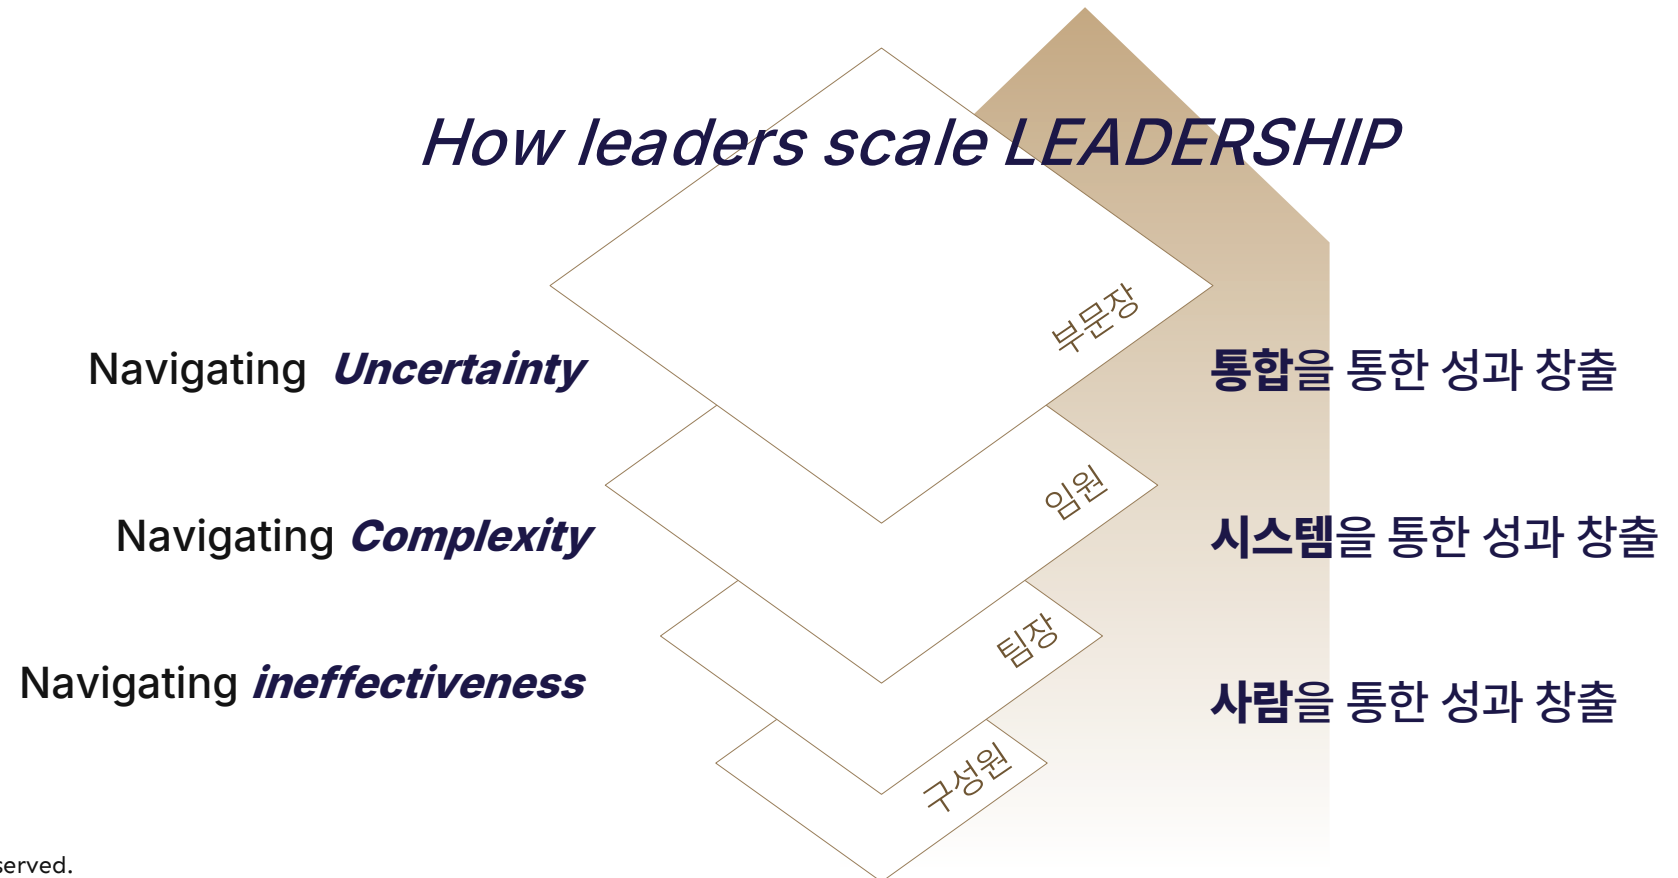 How leaders scale LEADERSHIP
부문장
Navigating Uncertainty
통합을 통한 성과 창출
임원
Navigating Complexity
시스템을 통한 성과 창출
팀장
Navigating ineffectiveness
사람을 통한 성과 창출
구성원
served.